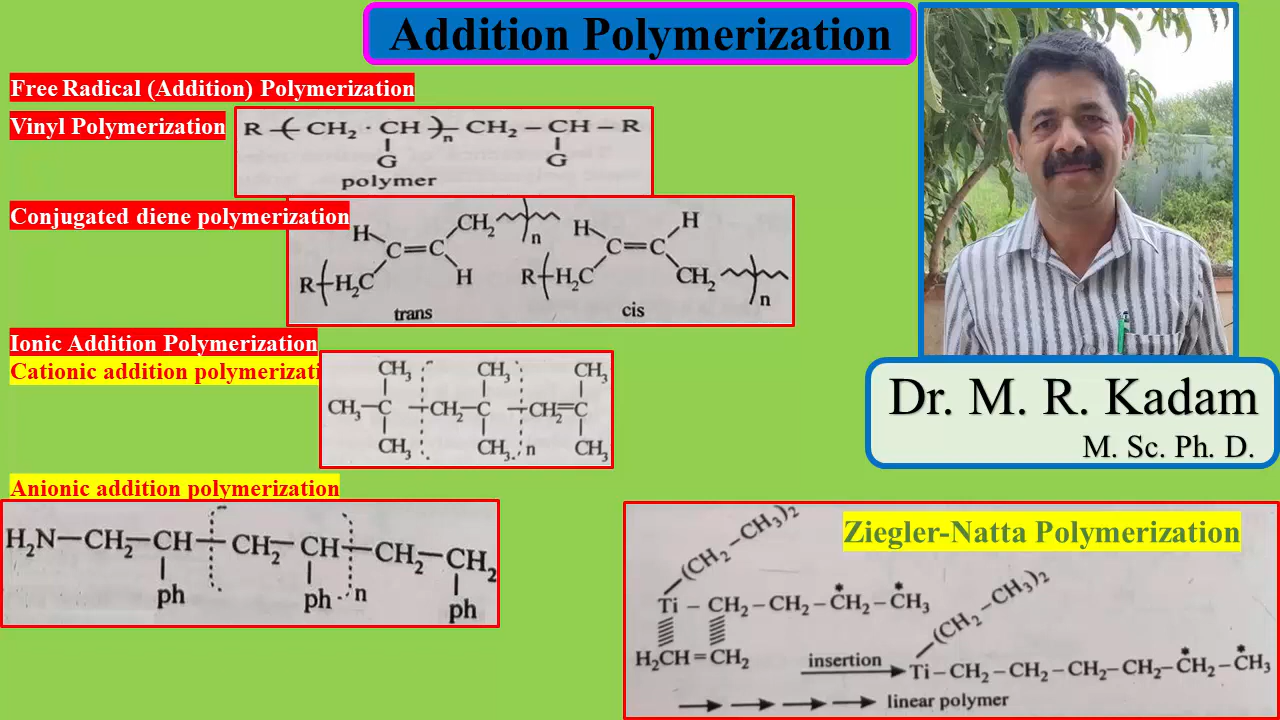 Addition Polymerization
Free Radical (Addition) Polymerization
Vinyl Polymerization
R –( CH₂ · CH )ₙ– CH₂ – CH – R
G G
polymer
Conjugated diene polymerization
H CH₂ n H H
C=C C=C
R H₂C H R H₂C CH₂ n
trans cis
Ionic Addition Polymerization
Cationic addition polymerizati
CH₃ CH₃ CH₃
CH₃–C –CH₂–C –CH₂=C
CH₃ CH₃ n CH₃
Anionic addition polymerization
H₂N–CH₂–CH–CH₂–CH–CH₂–CH₂
ph ph n ph
Dr. M. R. Kadam
M. Sc. Ph. D.
Ziegler-Natta Polymerization
(CH₂–CH₃)₂
Ti – CH₂–CH₂–C*H₂–C*H₃
H₂CH=CH₂
insertion
(CH₂–CH₃)₂
Ti–CH₂–CH₂–CH₂–CH₂–C*H₂–C*H₃
linear polymer